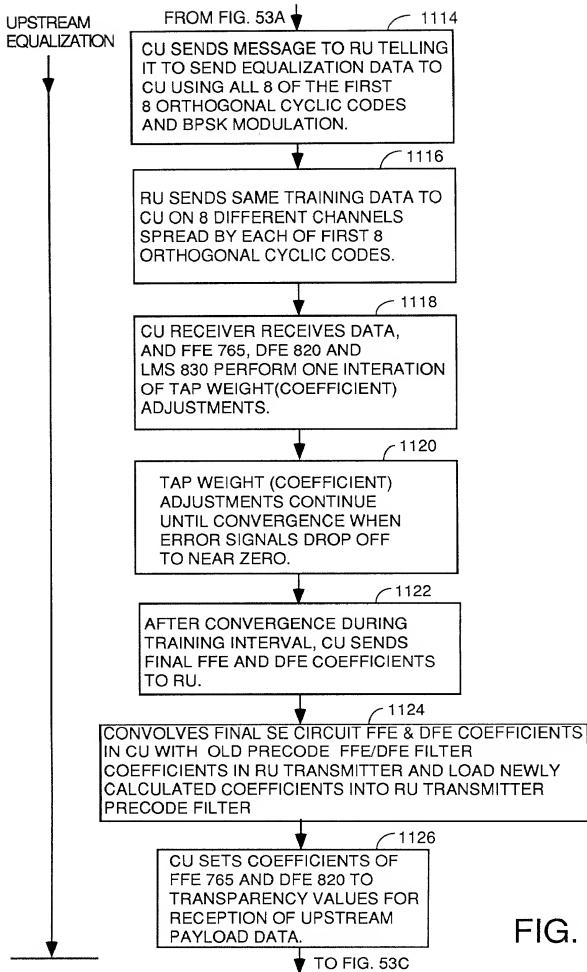 UPSTREAM
EQUALIZATION
FROM FIG. 53A
1114
CU SENDS MESSAGE TO RU TELLING
IT TO SEND EQUALIZATION DATA TO
CU USING ALL 8 OF THE FIRST
8 ORTHOGONAL CYCLIC CODES
AND BPSK MODULATION.
1116
RU SENDS SAME TRAINING DATA TO
CU ON 8 DIFFERENT CHANNELS
SPREAD BY EACH OF FIRST 8
ORTHOGONAL CYCLIC CODES.
1118
CU RECEIVER RECEIVES DATA,
AND FFE 765, DFE 820 AND
LMS 830 PERFORM ONE INTERATION
OF TAP WEIGHT(COEFFICIENT)
ADJUSTMENTS.
1120
TAP WEIGHT (COEFFICIENT)
ADJUSTMENTS CONTINUE
UNTIL CONVERGENCE WHEN
ERROR SIGNALS DROP OFF
TO NEAR ZERO.
1122
AFTER CONVERGENCE DURING
TRAINING INTERVAL, CU SENDS
FINAL FFE AND DFE COEFFICIENTS
TO RU.
1124
CONVOLVES FINAL SE CIRCUIT FFE & DFE COEFFICIENTS
IN CU WITH OLD PRECODE FFE/DFE FILTER
COEFFICIENTS IN RU TRANSMITTER AND LOAD NEWLY
CALCULATED COEFFICIENTS INTO RU TRANSMITTER
PRECODE FILTER
1126
CU SETS COEFFICIENTS OF
FFE 765 AND DFE 820 TO
TRANSPARENCY VALUES FOR
RECEPTION OF UPSTREAM
PAYLOAD DATA.
FIG.
TO FIG. 53C